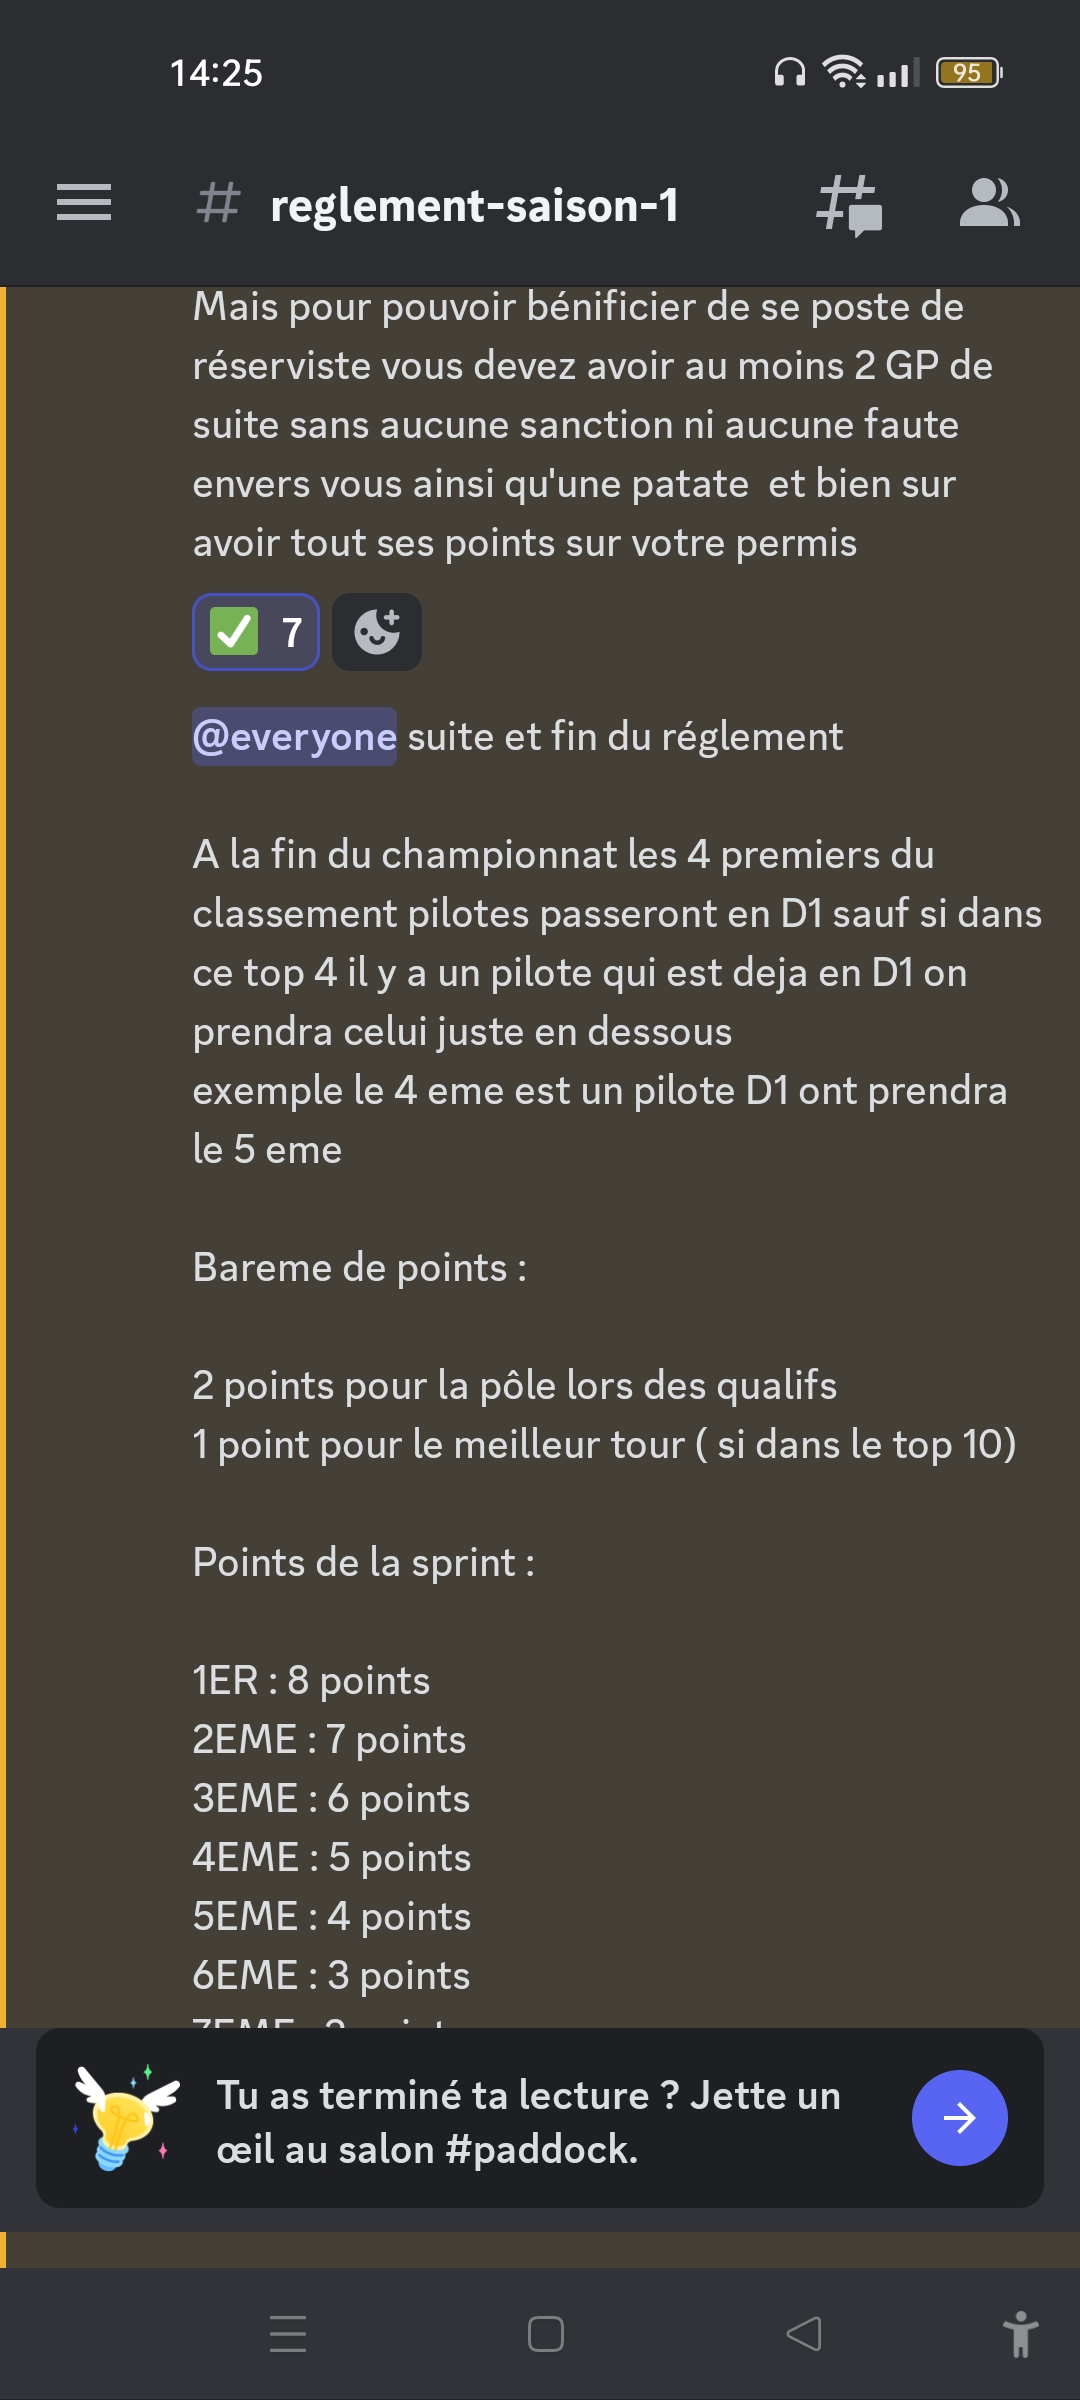 14:25
95
# reglement-saison-1
Mais pour pouvoir bénificier de se poste de
réserviste vous devez avoir au moins 2 GP de
suite sans aucune sanction ni aucune faute
envers vous ainsi qu'une patate  et bien sur
avoir tout ses points sur votre permis
7
@everyone suite et fin du réglement
A la fin du championnat les 4 premiers du
classement pilotes passeront en D1 sauf si dans
ce top 4 il y a un pilote qui est deja en D1 on
prendra celui juste en dessous
exemple le 4 eme est un pilote D1 ont prendra
le 5 eme
Bareme de points :
2 points pour la pôle lors des qualifs
1 point pour le meilleur tour ( si dans le top 10)
Points de la sprint :
1ER : 8 points
2EME : 7 points
3EME : 6 points
4EME : 5 points
5EME : 4 points
6EME : 3 points
Tu as terminé ta lecture ? Jette un
œil au salon #paddock.